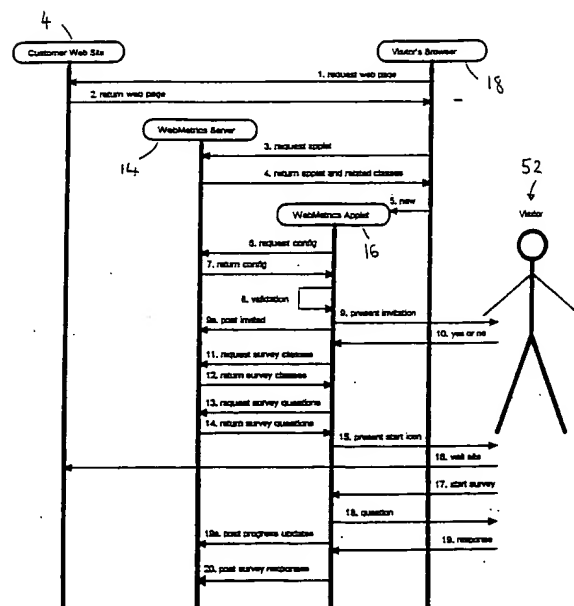 4
Customer Web Site
Visitor's Browser
18
1. request web page
2. return web page
WebMetrics Server
14
3. request applet
4. return applet and related classes
52
Visitor
5. new
WebMetrics Applet
16
6. request config
7. return config
8. validation
9. present invitation
9a. post invited
10. yes or no
11. request survey classes
12. return survey classes
13. request survey questions
14. return survey questions
15. present start icon
16. visit site
17. start survey
18. question
19a. post progress updates
19. response
20. post survey responses